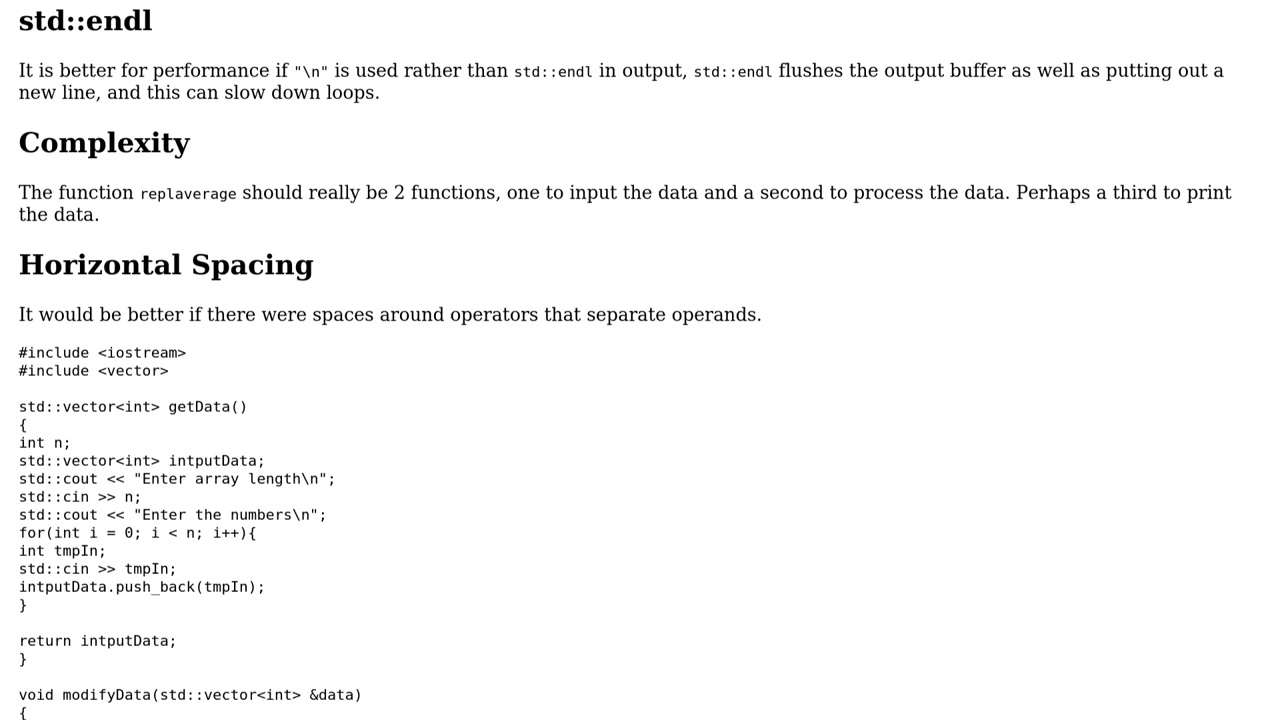 std::endl
It is better for performance if "\n" is used rather than std::endl in output, std::endl flushes the output buffer as well as putting out a
new line, and this can slow down loops.
Complexity
The function replaverage should really be 2 functions, one to input the data and a second to process the data. Perhaps a third to print
the data.
Horizontal Spacing
It would be better if there were spaces around operators that separate operands.
#include <iostream>
#include <vector>
std::vector<int> getData()
{
int n;
std::vector<int> intputData;
std::cout << "Enter array length\n";
std::cin >> n;
std::cout << "Enter the numbers\n";
for(int i = 0; i < n; i++){
int tmpIn;
std::cin >> tmpIn;
intputData.push_back(tmpIn);
}
return intputData;
}
void modifyData(std::vector<int> &data)
{